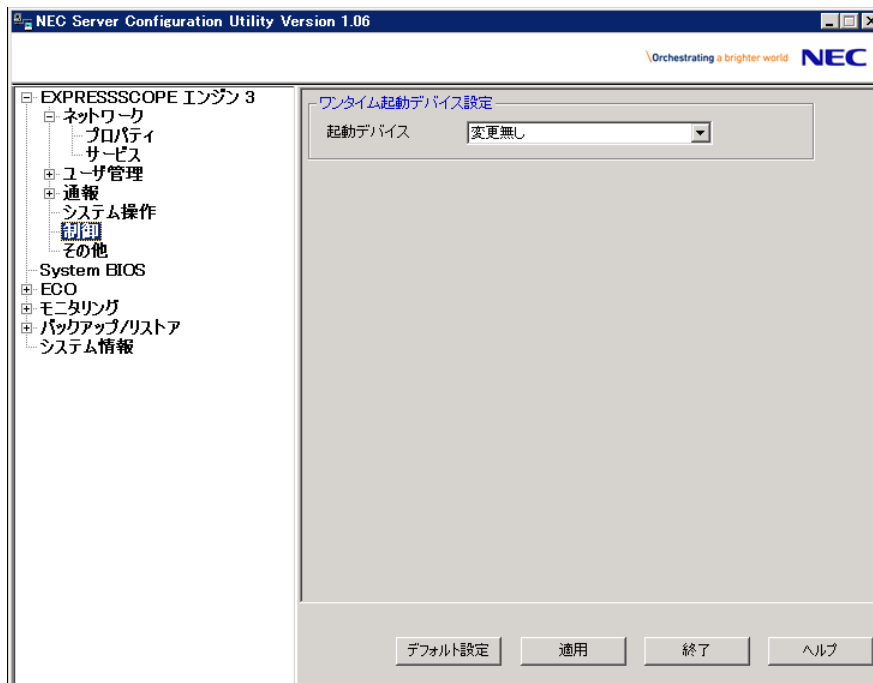 NEC Server Configuration Utility Version 1.06
\Orchestrating a brighter world NEC
EXPRESSSCOPE エンジン 3
ネットワーク
プロパティ
サービス
ユーザ管理
通報
システム操作
制御
その他
System BIOS
ECO
モニタリング
バックアップ/リストア
システム情報
ワンタイム起動デバイス設定
起動デバイス 変更無し
デフォルト設定 適用 終了 ヘルプ